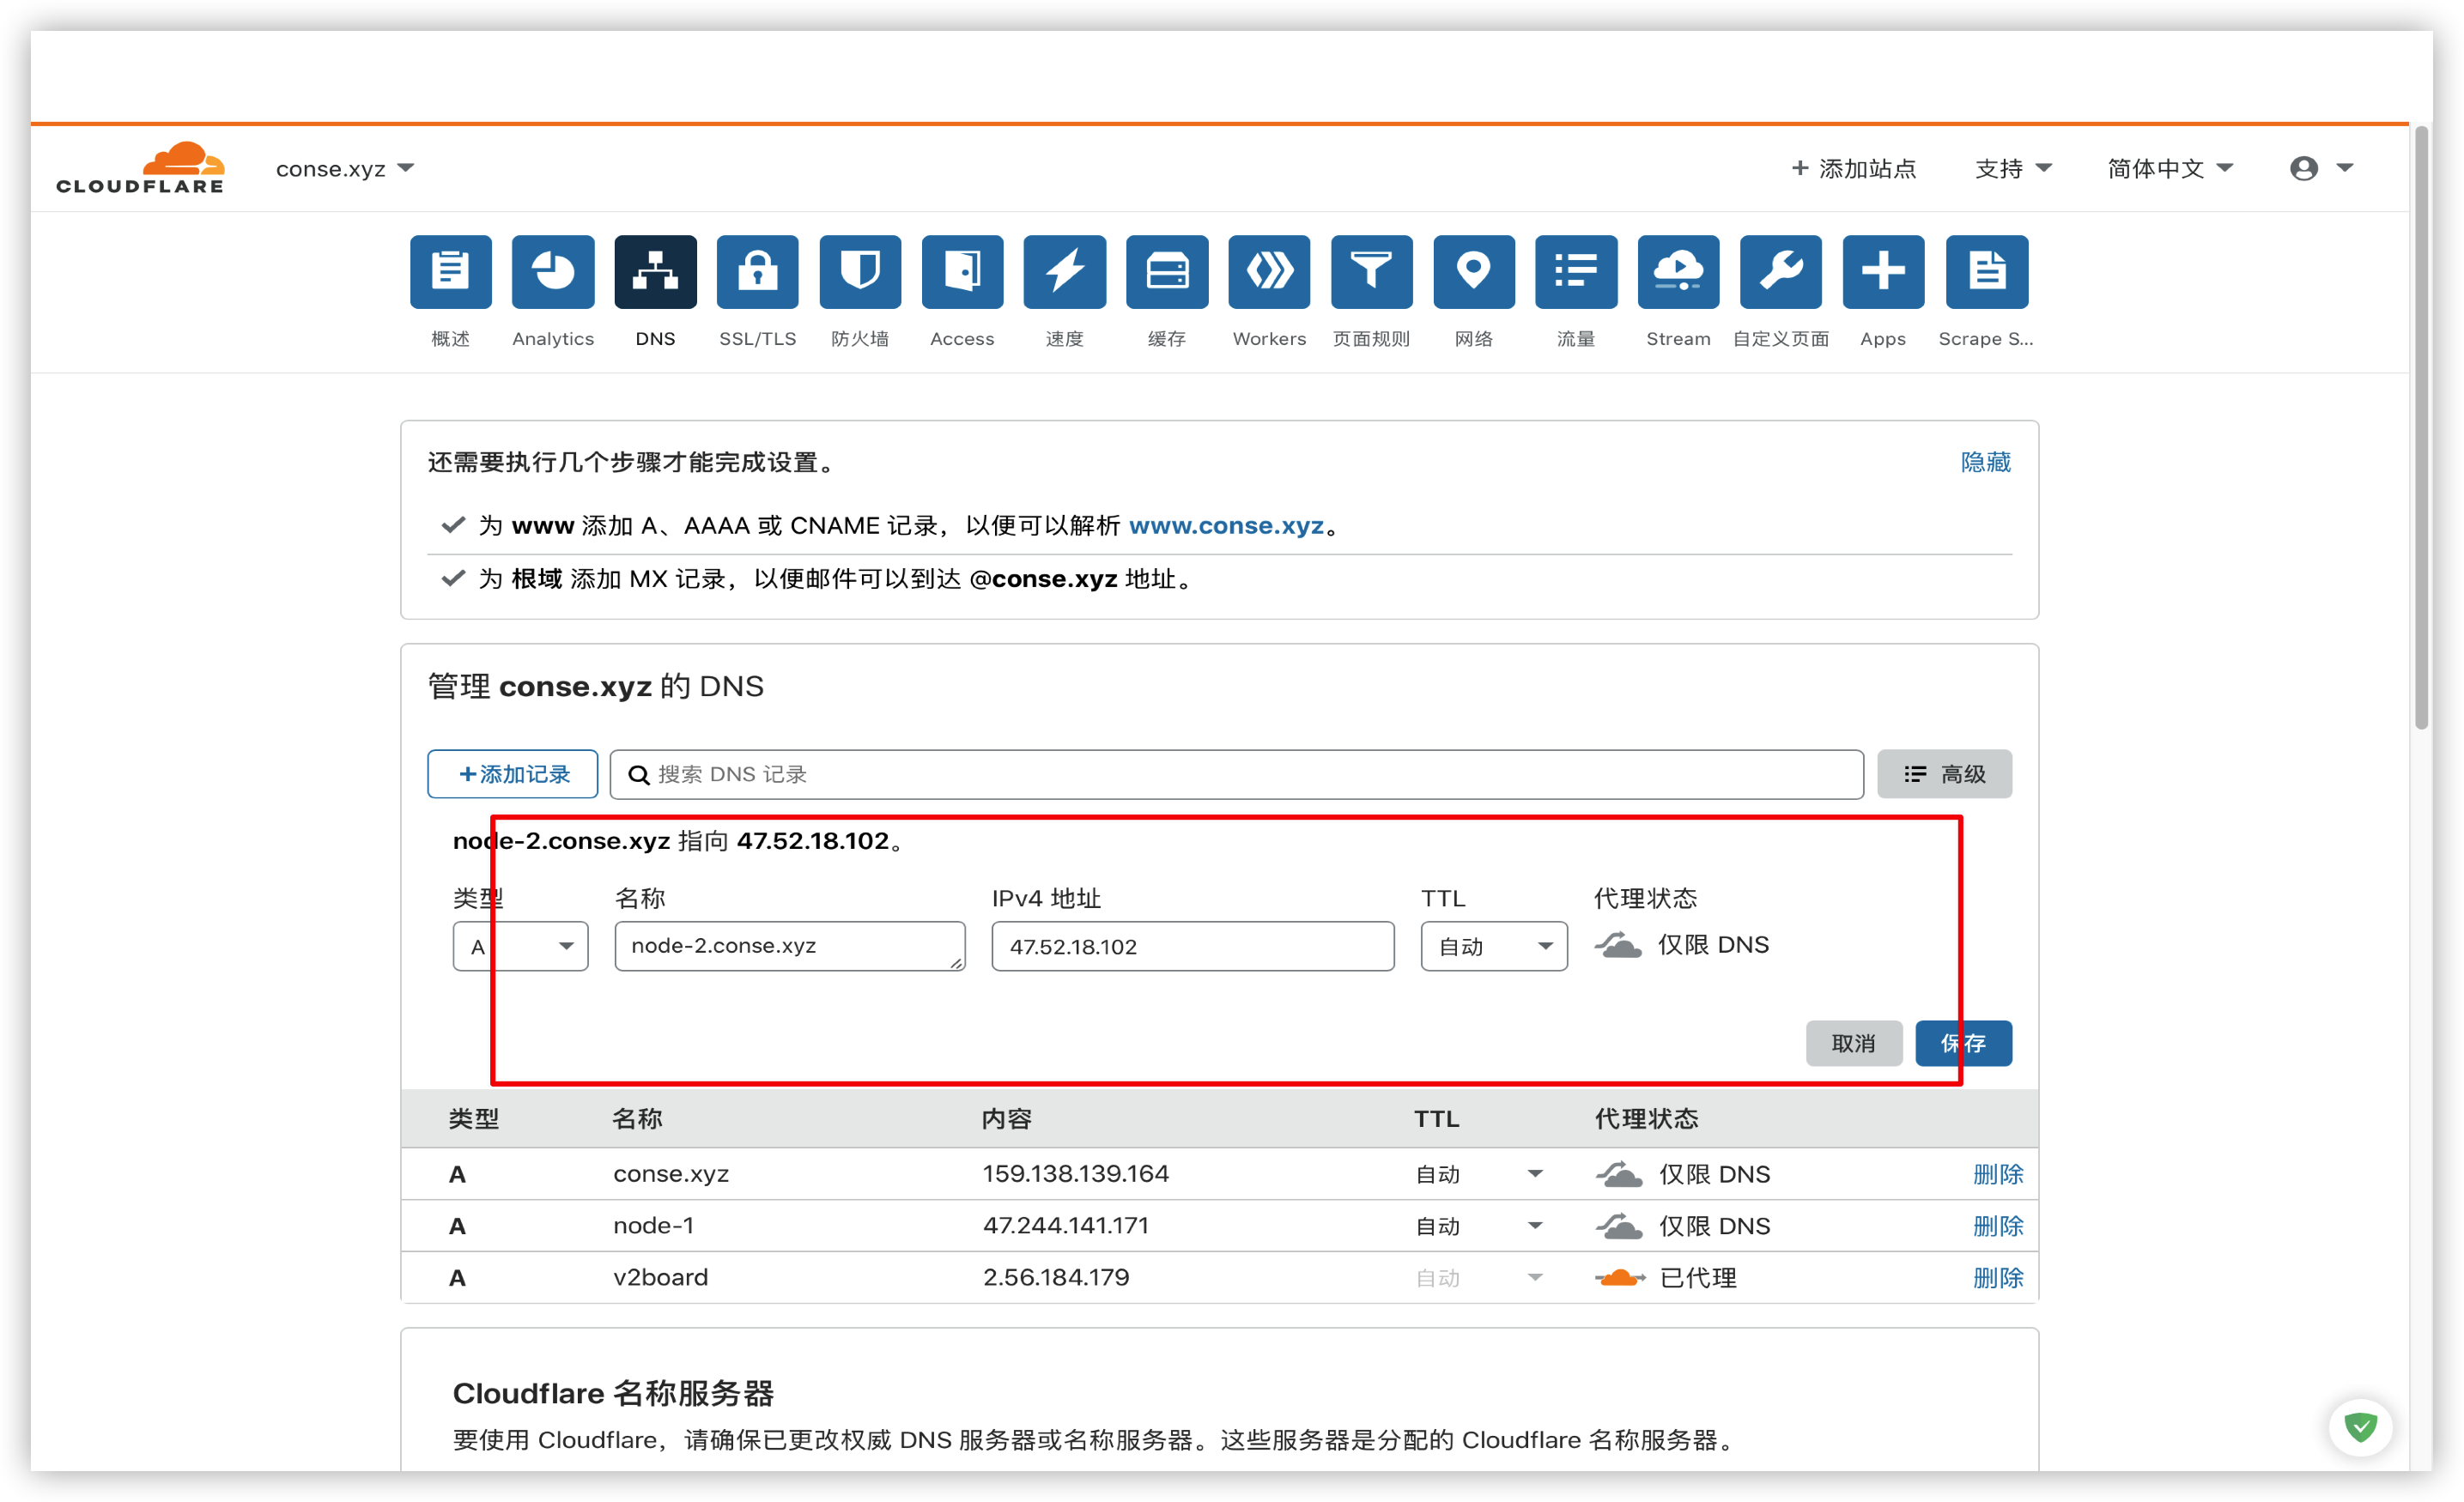 CLOUDFLARE
conse.xyz
+ 添加站点
支持
简体中文
概述
Analytics
DNS
SSL/TLS
防火墙
Access
速度
缓存
Workers
页面规则
网络
流量
Stream
自定义页面
Apps
Scrape S...
还需要执行几个步骤才能完成设置。
隐藏
为 www 添加 A、AAAA 或 CNAME 记录，以便可以解析 www.conse.xyz。
为 根域 添加 MX 记录，以便邮件可以到达 @conse.xyz 地址。
管理 conse.xyz 的 DNS
+添加记录
搜索 DNS 记录
高级
node-2.conse.xyz 指向 47.52.18.102。
类型 名称 IPv4 地址 TTL 代理状态
A node-2.conse.xyz 47.52.18.102 自动 仅限 DNS
取消 保存
类型 名称 内容 TTL 代理状态
A conse.xyz 159.138.139.164 自动 仅限 DNS 删除
A node-1 47.244.141.171 自动 仅限 DNS 删除
A v2board 2.56.184.179 自动 已代理 删除
Cloudflare 名称服务器
要使用 Cloudflare，请确保已更改权威 DNS 服务器或名称服务器。这些服务器是分配的 Cloudflare 名称服务器。